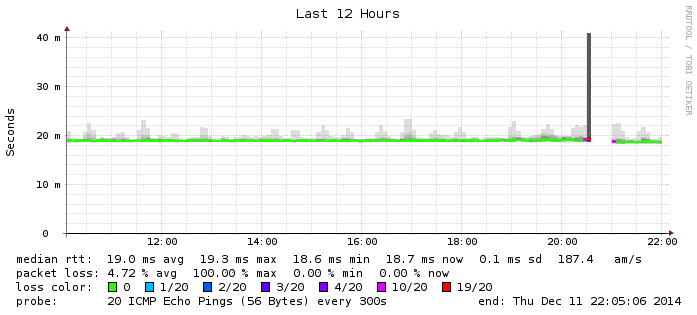 Last 12 Hours
RRDTOOL / TOBI OETIKER
Seconds
40 m
30 m
20 m
10 m
0
12:00 14:00 16:00 18:00 20:00 22:00
median rtt: 19.0 ms avg 19.3 ms max 18.6 ms min 18.7 ms now 0.1 ms sd 187.4 am/s
packet loss: 4.72 % avg 100.00 % max 0.00 % min 0.00 % now
loss color: 0 1/20 2/20 3/20 4/20 10/20 19/20
probe: 20 ICMP Echo Pings (56 Bytes) every 300s end: Thu Dec 11 22:05:06 2014